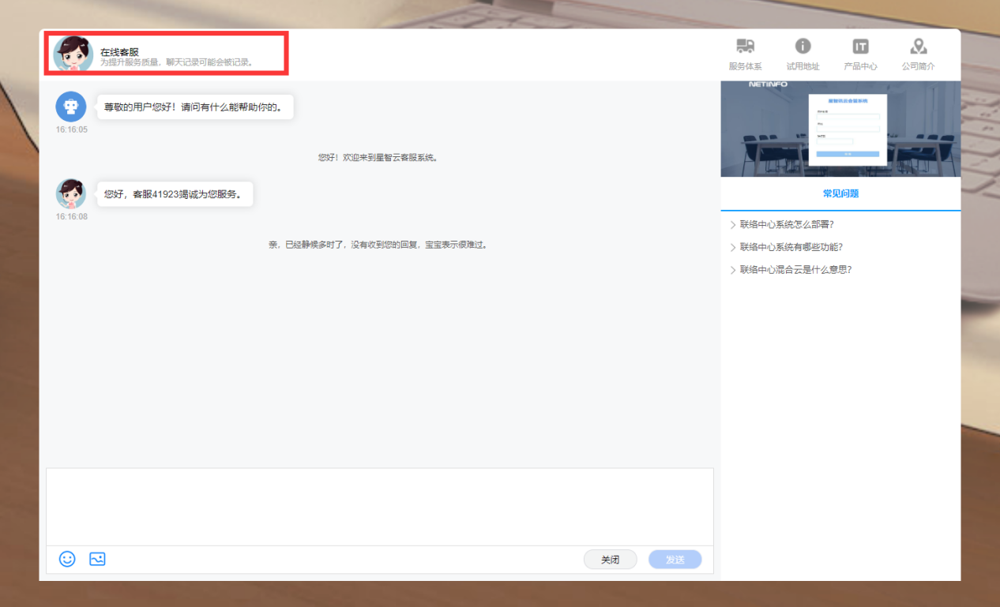 在线客服
为提升服务质量，聊天记录可能会被记录。
服务体系
试用地址
IT
产品中心
公司简介
尊敬的用户您好！请问有什么能帮助你的。
16:16:05
您好！欢迎来到星智云客服系统。
您好，客服41923竭诚为您服务。
16:16:08
亲，已经静候多时了，没有收到您的回复，宝宝表示很难过。
关闭
发送
NETINFO
常见问题
联络中心系统怎么部署?
联络中心系统有哪些功能?
联络中心混合云是什么意思?